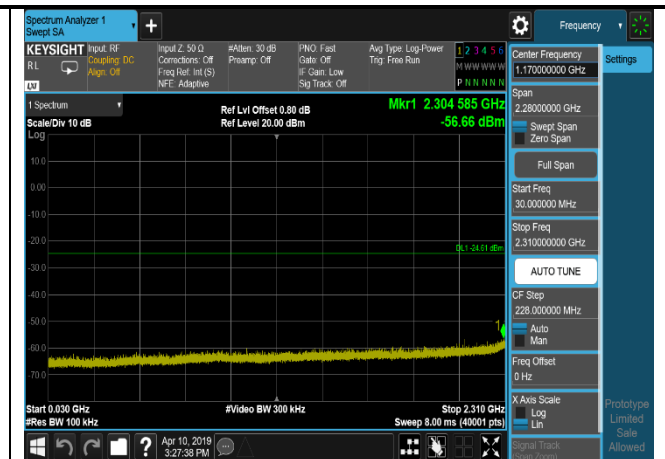 Spectrum Analyzer 1
Swept SA
+
Frequency
KEYSIGHT
RL
LXI
Input: RF
Coupling: DC
Align: Off
Input Z: 50 Ω
Corrections: Off
Freq Ref: Int (S)
NFE: Adaptive
#Atten: 30 dB
Preamp: Off
PNO: Fast
Gate: Off
IF Gain: Low
Sig Track: Off
Avg Type: Log-Power
Trig: Free Run
1 2 3 4 5 6
M W W W W W
P N N N N N
1 Spectrum
Scale/Div 10 dB
Log
Ref Lvl Offset 0.80 dB
Ref Level 20.00 dBm
Mkr1 2.304 585 GHz
-56.66 dBm
10.0
0.00
-10.0
-20.0
-30.0
-40.0
-50.0
-60.0
-70.0
DL1 -24.61 dBm
1
Start 0.030 GHz
#Res BW 100 kHz
#Video BW 300 kHz
Stop 2.310 GHz
Sweep 8.00 ms (40001 pts)
?
Apr 10, 2019
3:27:38 PM
Center Frequency
1.170000000 GHz
Span
2.28000000 GHz
Swept Span
Zero Span
Full Span
Start Freq
30.000000 MHz
Stop Freq
2.310000000 GHz
AUTO TUNE
CF Step
228.000000 MHz
Auto
Man
Freq Offset
0 Hz
X Axis Scale
Log
Lin
Signal Track
(Span Zoom)
Settings
Prototype
Limited
Sale
Allowed